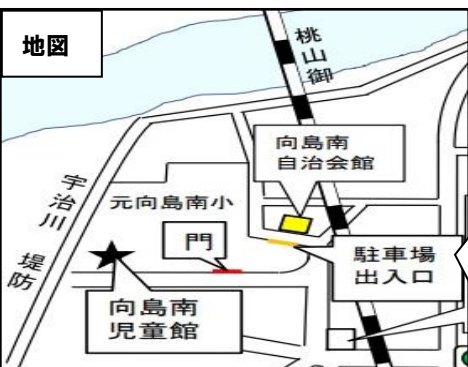 地図
桃山御
向島南
自治会館
宇治川 堤防
元向島南小
門
駐車場
出入口
向島南
児童館